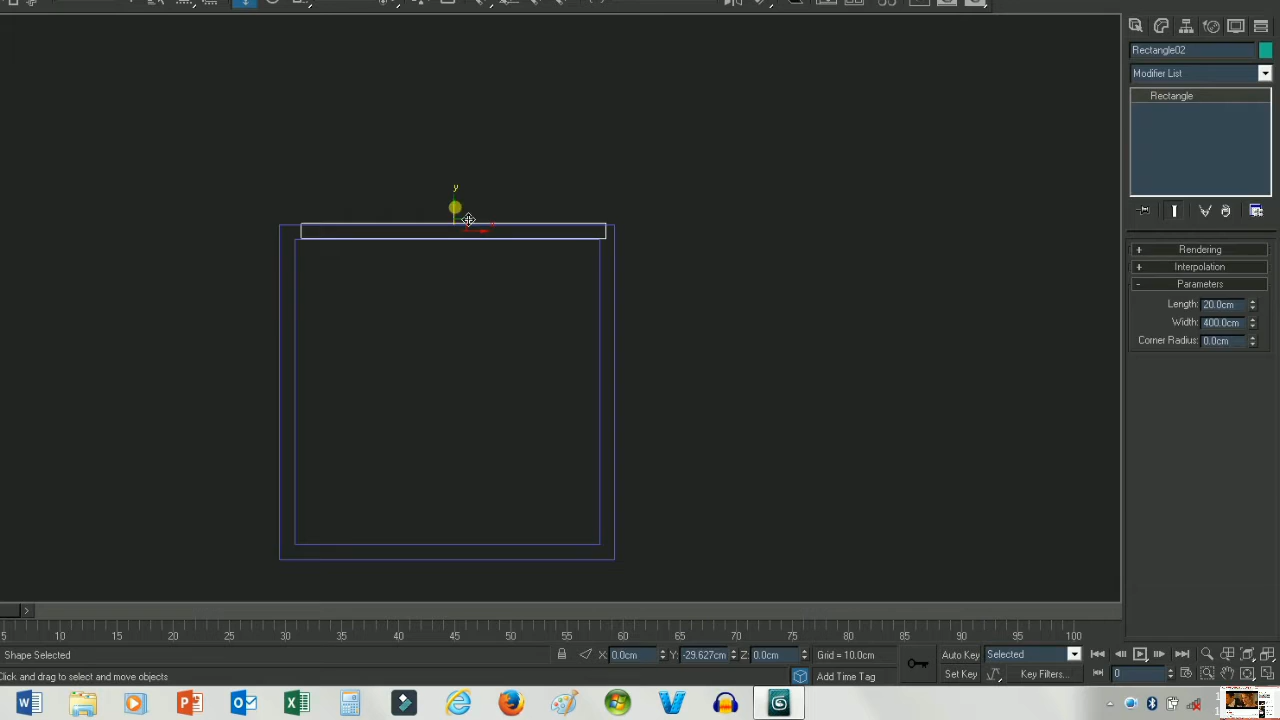 Rectangle02
Modifier List
Rectangle
y
+ Rendering
+ Interpolation
- Parameters
Length: 20.0cm
Width: 400.0cm
Corner Radius: 0.0cm
5 10 15 20 25 30 35 40 45 50 55 60 65 70 75 80 85 90 95 100
Shape Selected X: 0.0cm Y: -29.627cm Z: 0.0cm Grid = 10.0cm Auto Key Selected
Click and drag to select and move objects Add Time Tag Set Key Key Filters... 0